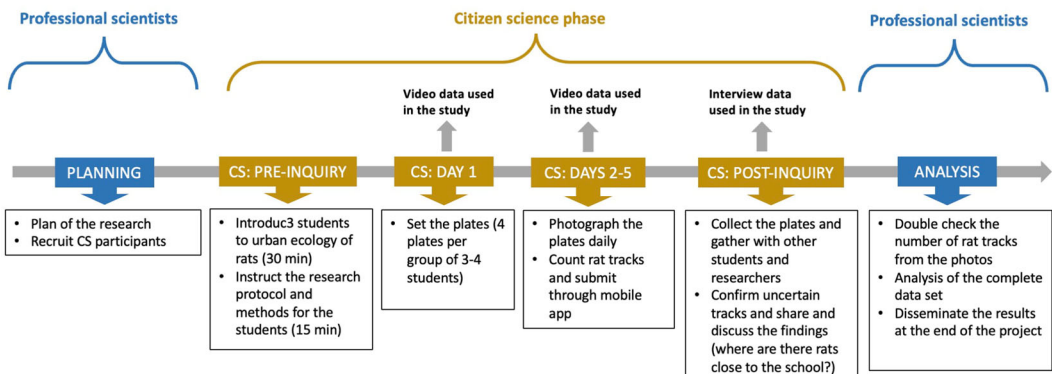 Professional scientists
Citizen science phase
Professional scientists
Video data used
in the study
Video data used
in the study
Interview data
used in the study
PLANNING
CS: PRE-INQUIRY
CS: DAY 1
CS: DAYS 2-5
CS: POST-INQUIRY
ANALYSIS
• Plan of the research
• Recruit CS participants
• Introduc3 students
to urban ecology of
rats (30 min)
• Instruct the research
protocol and
methods for the
students (15 min)
• Set the plates (4
plates per
group of 3-4
students)
• Photograph the
plates daily
• Count rat tracks
and submit
through mobile
app
• Collect the plates and
gather with other
students and
researchers
• Confirm uncertain
tracks and share and
discuss the findings
(where are there rats
close to the school?)
• Double check the
number of rat tracks
from the photos
• Analysis of the complete
data set
• Disseminate the results
at the end of the project